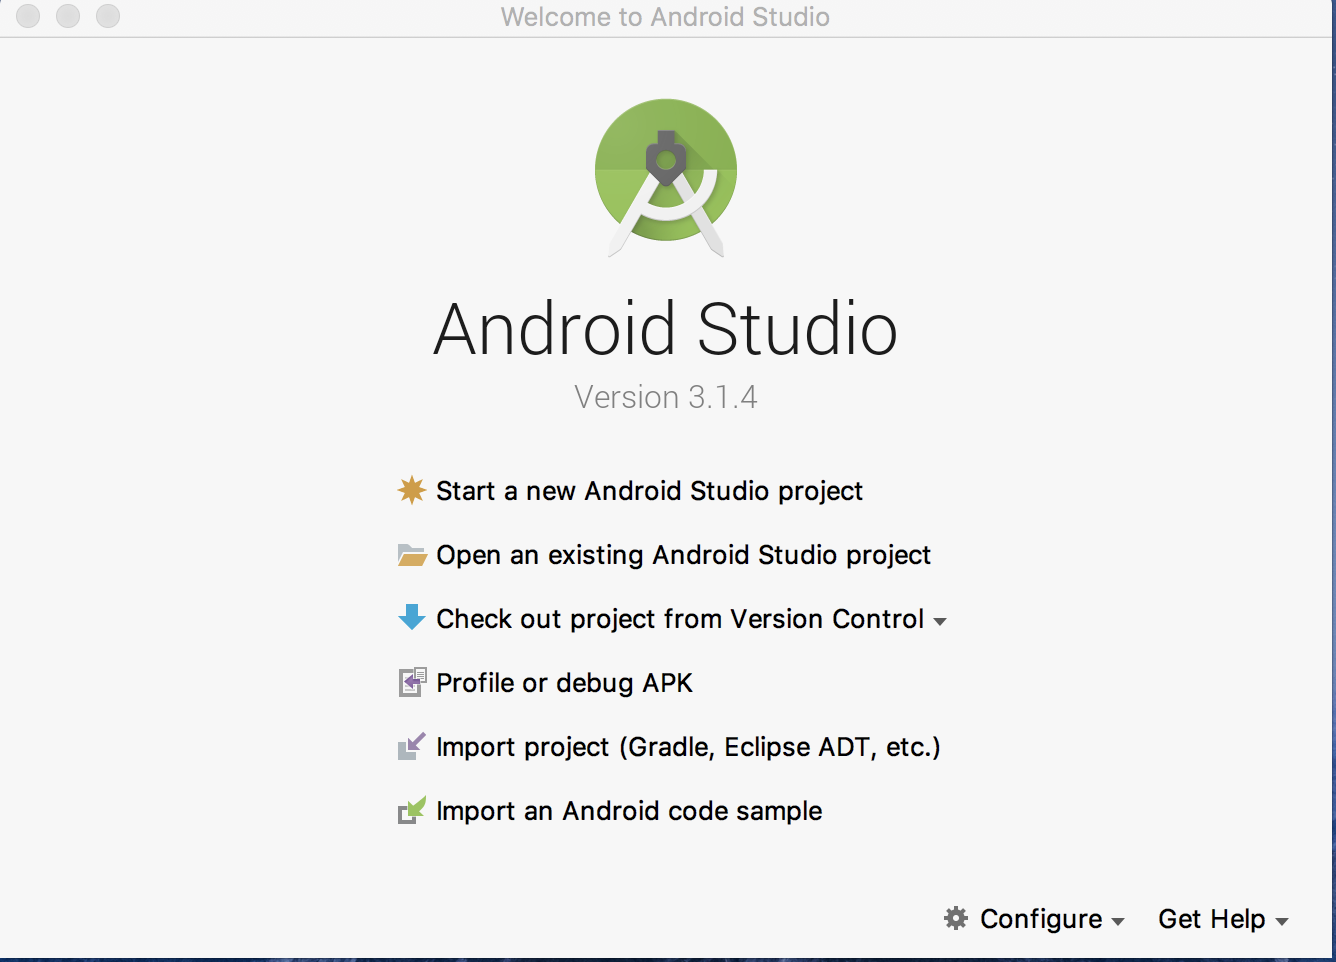 Welcome to Android Studio
Android Studio
Version 3.1.4
Start a new Android Studio project
Open an existing Android Studio project
Check out project from Version Control
Profile or debug APK
Import project (Gradle, Eclipse ADT, etc.)
Import an Android code sample
Configure Get Help